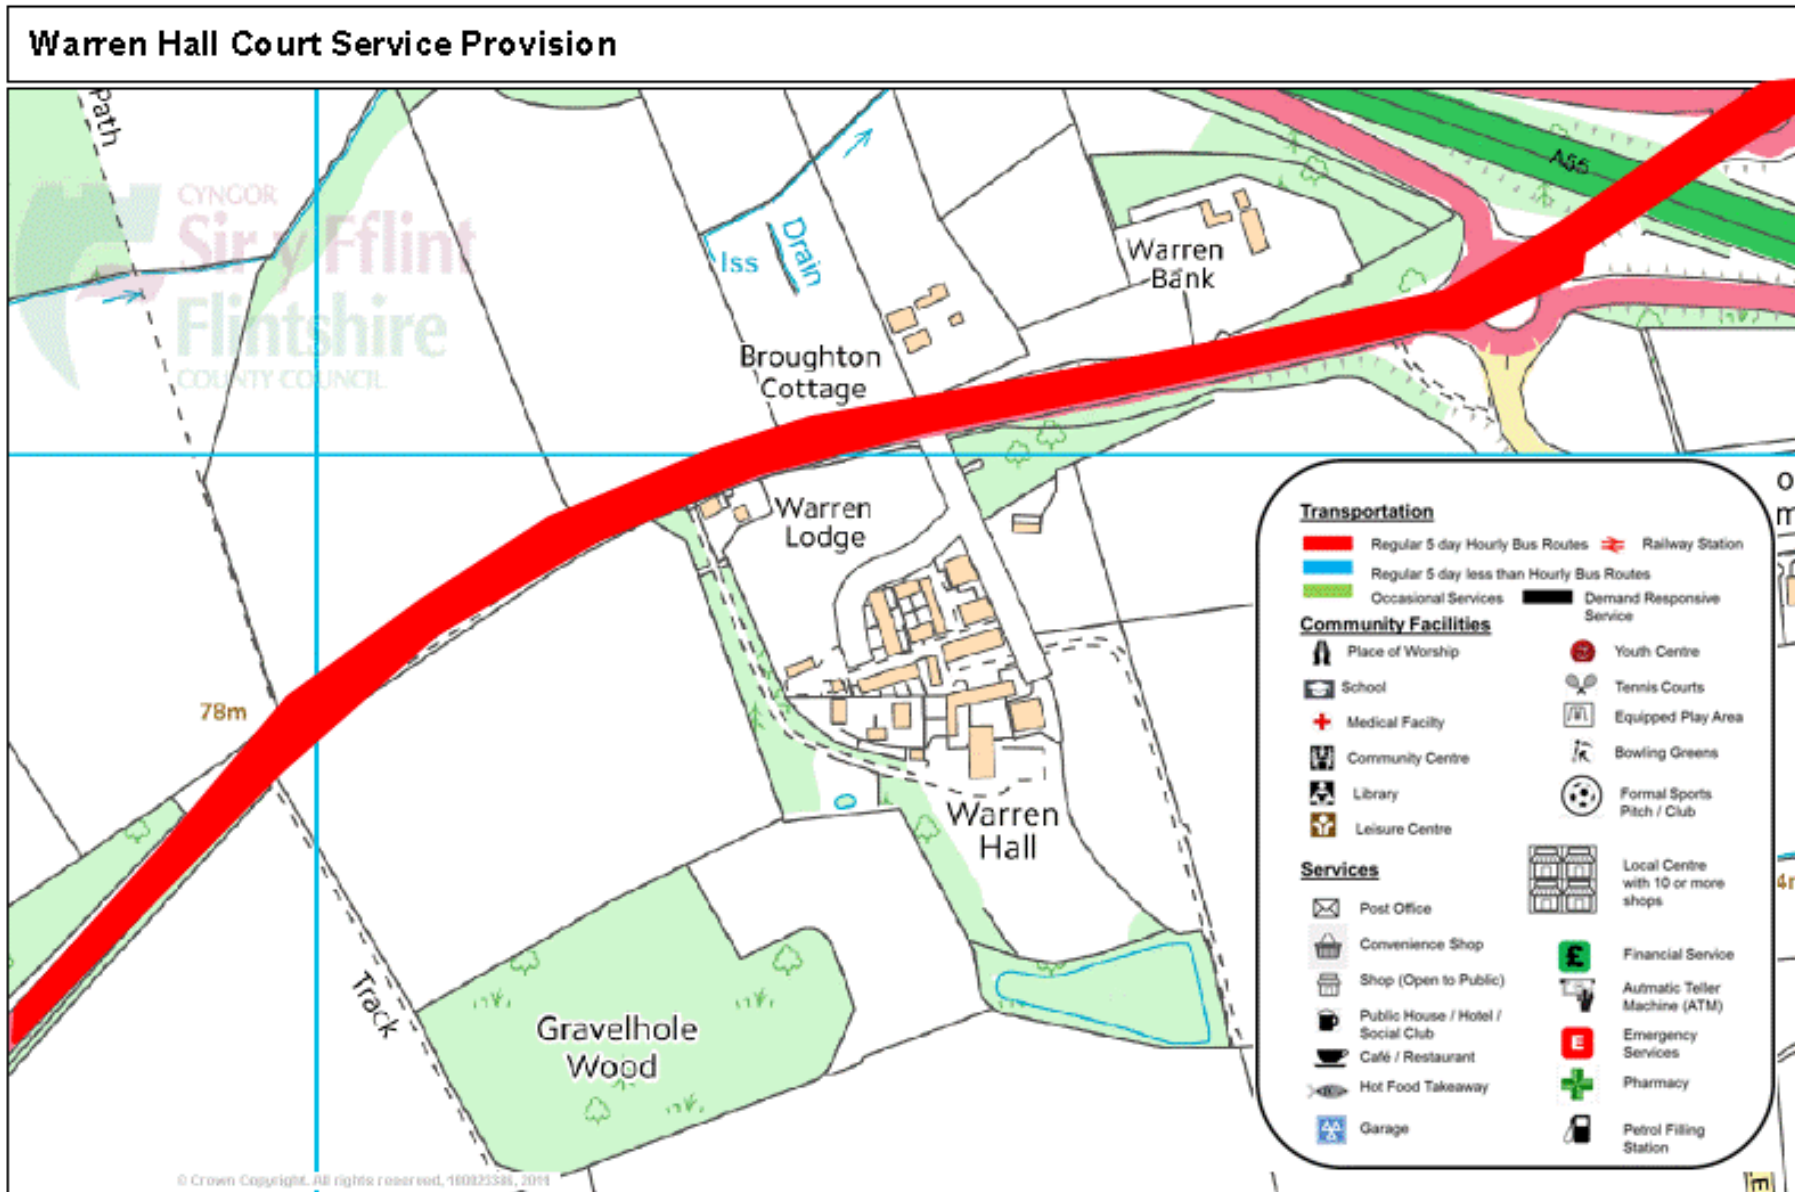 Warren Hall Court Service Provision
Path
CYNGOR
Sir y Fflint
Flintshire
COUNTY COUNCIL
Drain
Iss
A55
Warren
Bank
Broughton
Cottage
Warren
Lodge
78m
Warren
Hall
Track
Gravelhole
Wood
Transportation
Regular 5 day Hourly Bus Routes
Railway Station
Regular 5 day less than Hourly Bus Routes
Occasional Services
Demand Responsive
Service
Community Facilities
Place of Worship
Youth Centre
School
Tennis Courts
Medical Facilty
Equipped Play Area
Community Centre
Bowling Greens
Library
Formal Sports
Pitch / Club
Leisure Centre
Services
Local Centre
with 10 or more
shops
Post Office
Convenience Shop
Financial Service
Shop (Open to Public)
Autmatic Teller
Machine (ATM)
Public House / Hotel /
Social Club
E
Emergency
Services
Café / Restaurant
Hot Food Takeaway
Pharmacy
Garage
Petrol Filling
Station
© Crown Copyright. All rights reserved, 2011